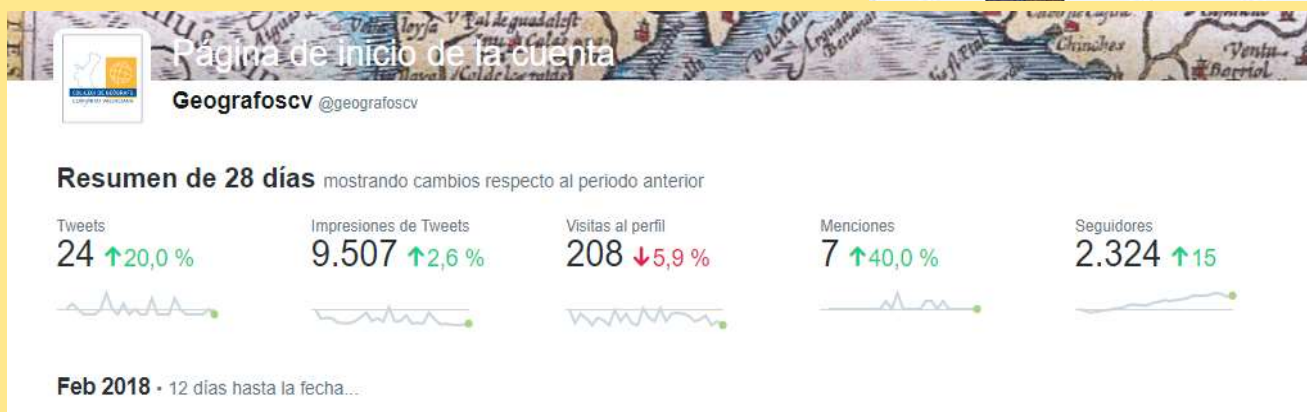 Página de inicio de la cuenta
Geografoscv @geografoscv
Resumen de 28 días mostrando cambios respecto al periodo anterior
Tweets
24 ↑20,0 %
Impresiones de Tweets
9.507 ↑2,6 %
Visitas al perfil
208 ↓5,9 %
Menciones
7 ↑40,0 %
Seguidores
2.324 ↑15
Feb 2018 • 12 días hasta la fecha...